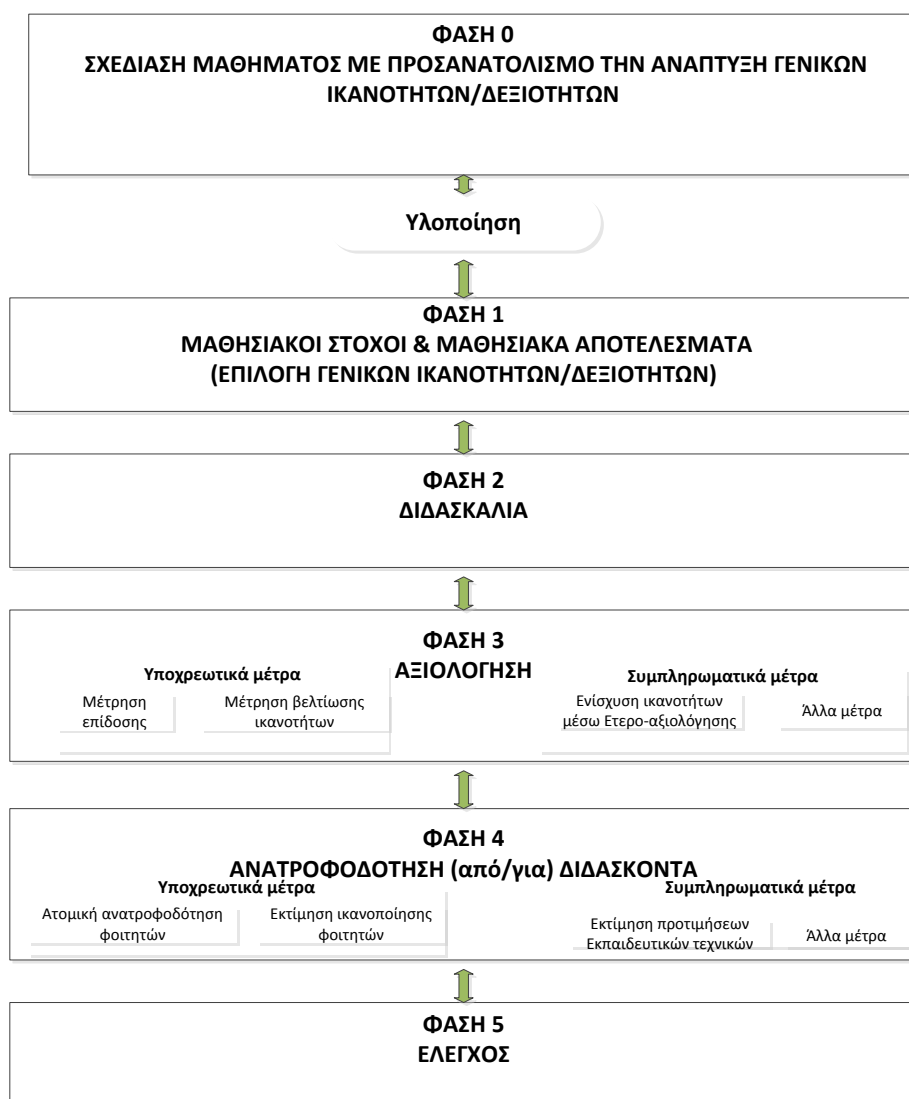 ΦΑΣΗ 0
ΣΧΕΔΙΑΣΗ ΜΑΘΗΜΑΤΟΣ ΜΕ ΠΡΟΣΑΝΑΤΟΛΙΣΜΟ ΤΗΝ ΑΝΑΠΤΥΞΗ ΓΕΝΙΚΩΝ
ΙΚΑΝΟΤΗΤΩΝ/ΔΕΞΙΟΤΗΤΩΝ
Υλοποίηση
ΦΑΣΗ 1
ΜΑΘΗΣΙΑΚΟΙ ΣΤΟΧΟΙ & ΜΑΘΗΣΙΑΚΑ ΑΠΟΤΕΛΕΣΜΑΤΑ
(ΕΠΙΛΟΓΗ ΓΕΝΙΚΩΝ ΙΚΑΝΟΤΗΤΩΝ/ΔΕΞΙΟΤΗΤΩΝ)
ΦΑΣΗ 2
ΔΙΔΑΣΚΑΛΙΑ
ΦΑΣΗ 3
ΑΞΙΟΛΟΓΗΣΗ
Υποχρεωτικά μέτρα
Μέτρηση
επίδοσης
Μέτρηση βελτίωσης
ικανοτήτων
Συμπληρωματικά μέτρα
Ενίσχυση ικανοτήτων
μέσω Ετερο-αξιολόγησης
Άλλα μέτρα
ΦΑΣΗ 4
ΑΝΑΤΡΟΦΟΔΟΤΗΣΗ (από/για) ΔΙΔΑΣΚΟΝΤΑ
Υποχρεωτικά μέτρα
Ατομική ανατροφοδότηση
φοιτητών
Εκτίμηση ικανοποίησης
φοιτητών
Συμπληρωματικά μέτρα
Εκτίμηση προτιμήσεων
Εκπαιδευτικών τεχνικών
Άλλα μέτρα
ΦΑΣΗ 5
ΕΛΕΓΧΟΣ